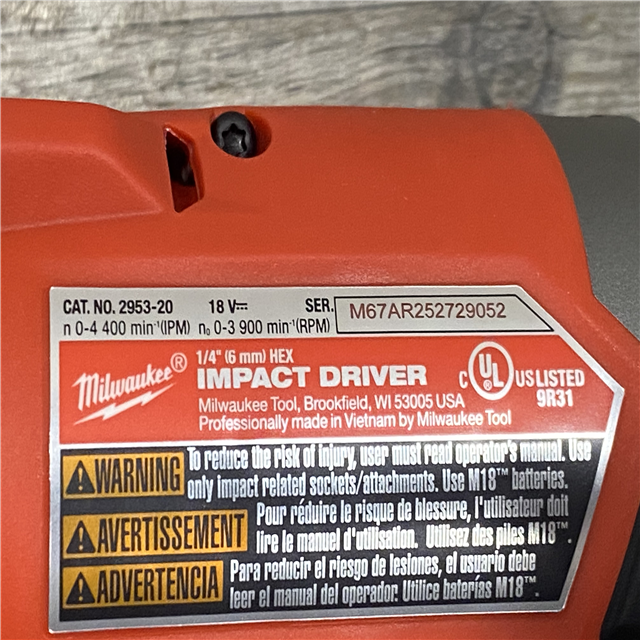 CAT. NO. 2953-20 18 V⎓ SER. M67AR252729052
n 0-4 400 min⁻¹(IPM) n₀ 0-3 900 min⁻¹(RPM)
Milwaukee®
1/4" (6 mm) HEX
IMPACT DRIVER
Milwaukee Tool, Brookfield, WI 53005 USA
Professionally made in Vietnam by Milwaukee Tool
C UL® US LISTED
9R31
WARNING To reduce the risk of injury, user must read operator's manual. Use
only impact related sockets/attachments. Use M18™ batteries.
AVERTISSEMENT Pour réduire le risque de blessure, l'utilisateur doit
lire le manuel d'utilisation. Utilisez des piles M18™.
ADVERTENCIA Para reducir el riesgo de lesiones, el usuario debe
leer el manual del operador. Utilice baterías M18™.